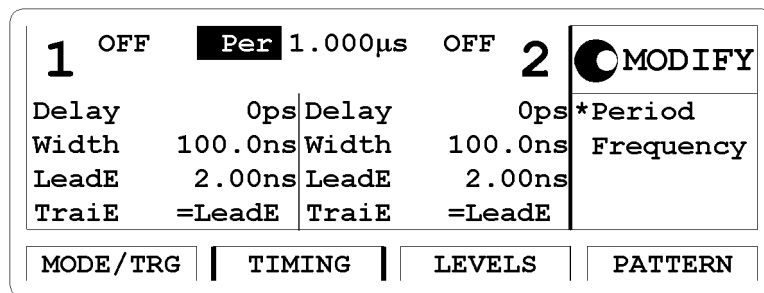 1 OFF Per 1.000µs OFF 2 MODIFY
Delay 0ps Delay 0ps *Period
Width 100.0ns Width 100.0ns Frequency
LeadE 2.00ns LeadE 2.00ns
TraiE =LeadE TraiE =LeadE
MODE/TRG TIMING LEVELS PATTERN